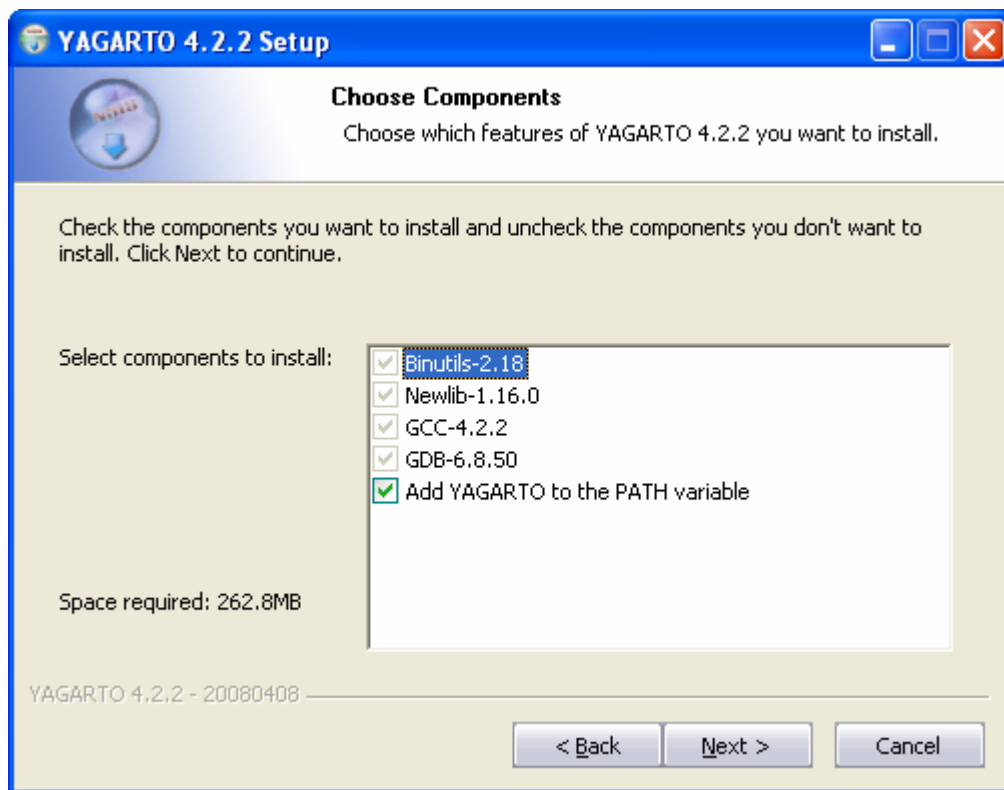 YAGARTO 4.2.2 Setup
Choose Components
Choose which features of YAGARTO 4.2.2 you want to install.
Check the components you want to install and uncheck the components you don't want to
install. Click Next to continue.
Select components to install:
Binutils-2.18
Newlib-1.16.0
GCC-4.2.2
GDB-6.8.50
Add YAGARTO to the PATH variable
Space required: 262.8MB
YAGARTO 4.2.2 - 20080408
< Back
Next >
Cancel